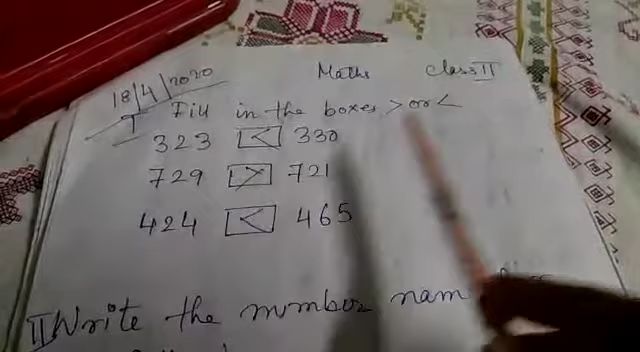 Maths Class II
18/4/2020
I Fill in the boxes > or <
323 < 330
729 > 721
424 < 465
II Write the number nam